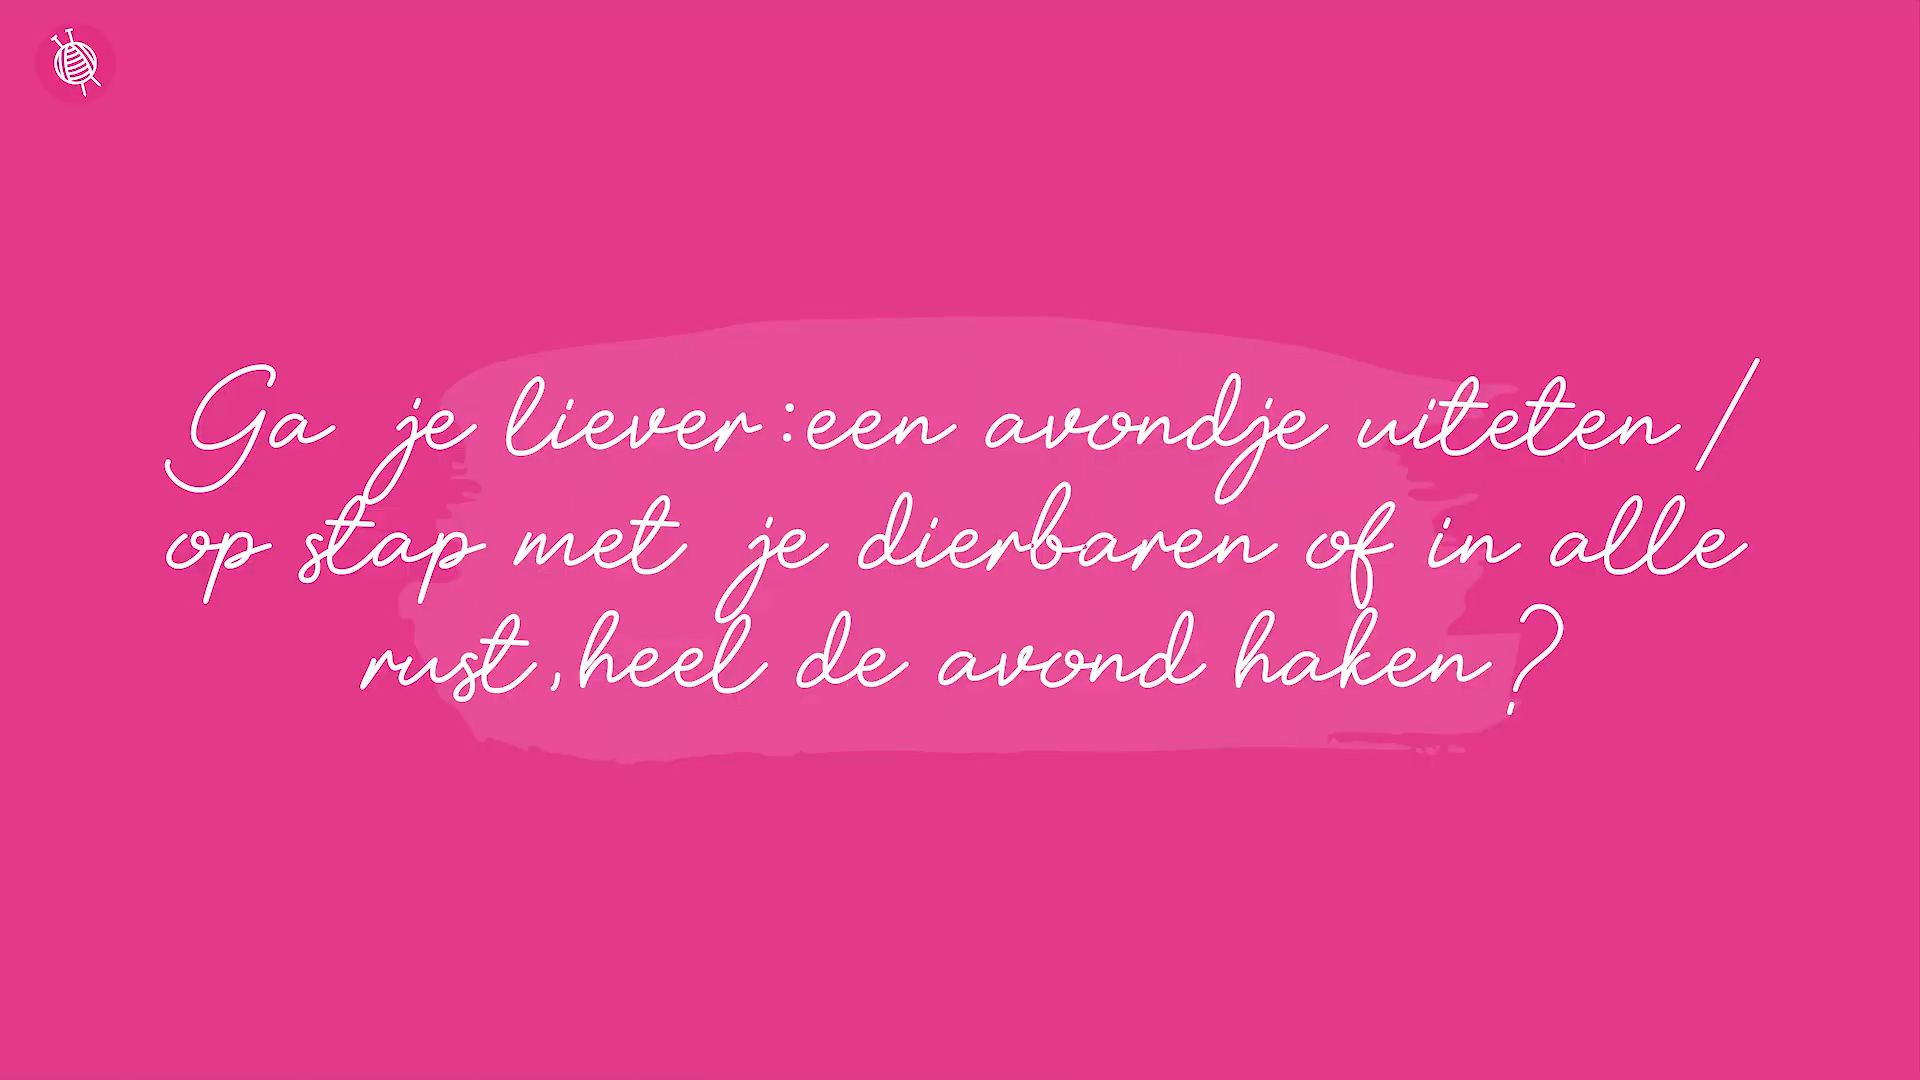 Ga je liever:een avondje uiteten/
op stap met je dierbaren of in alle
rust,heel de avond haken?